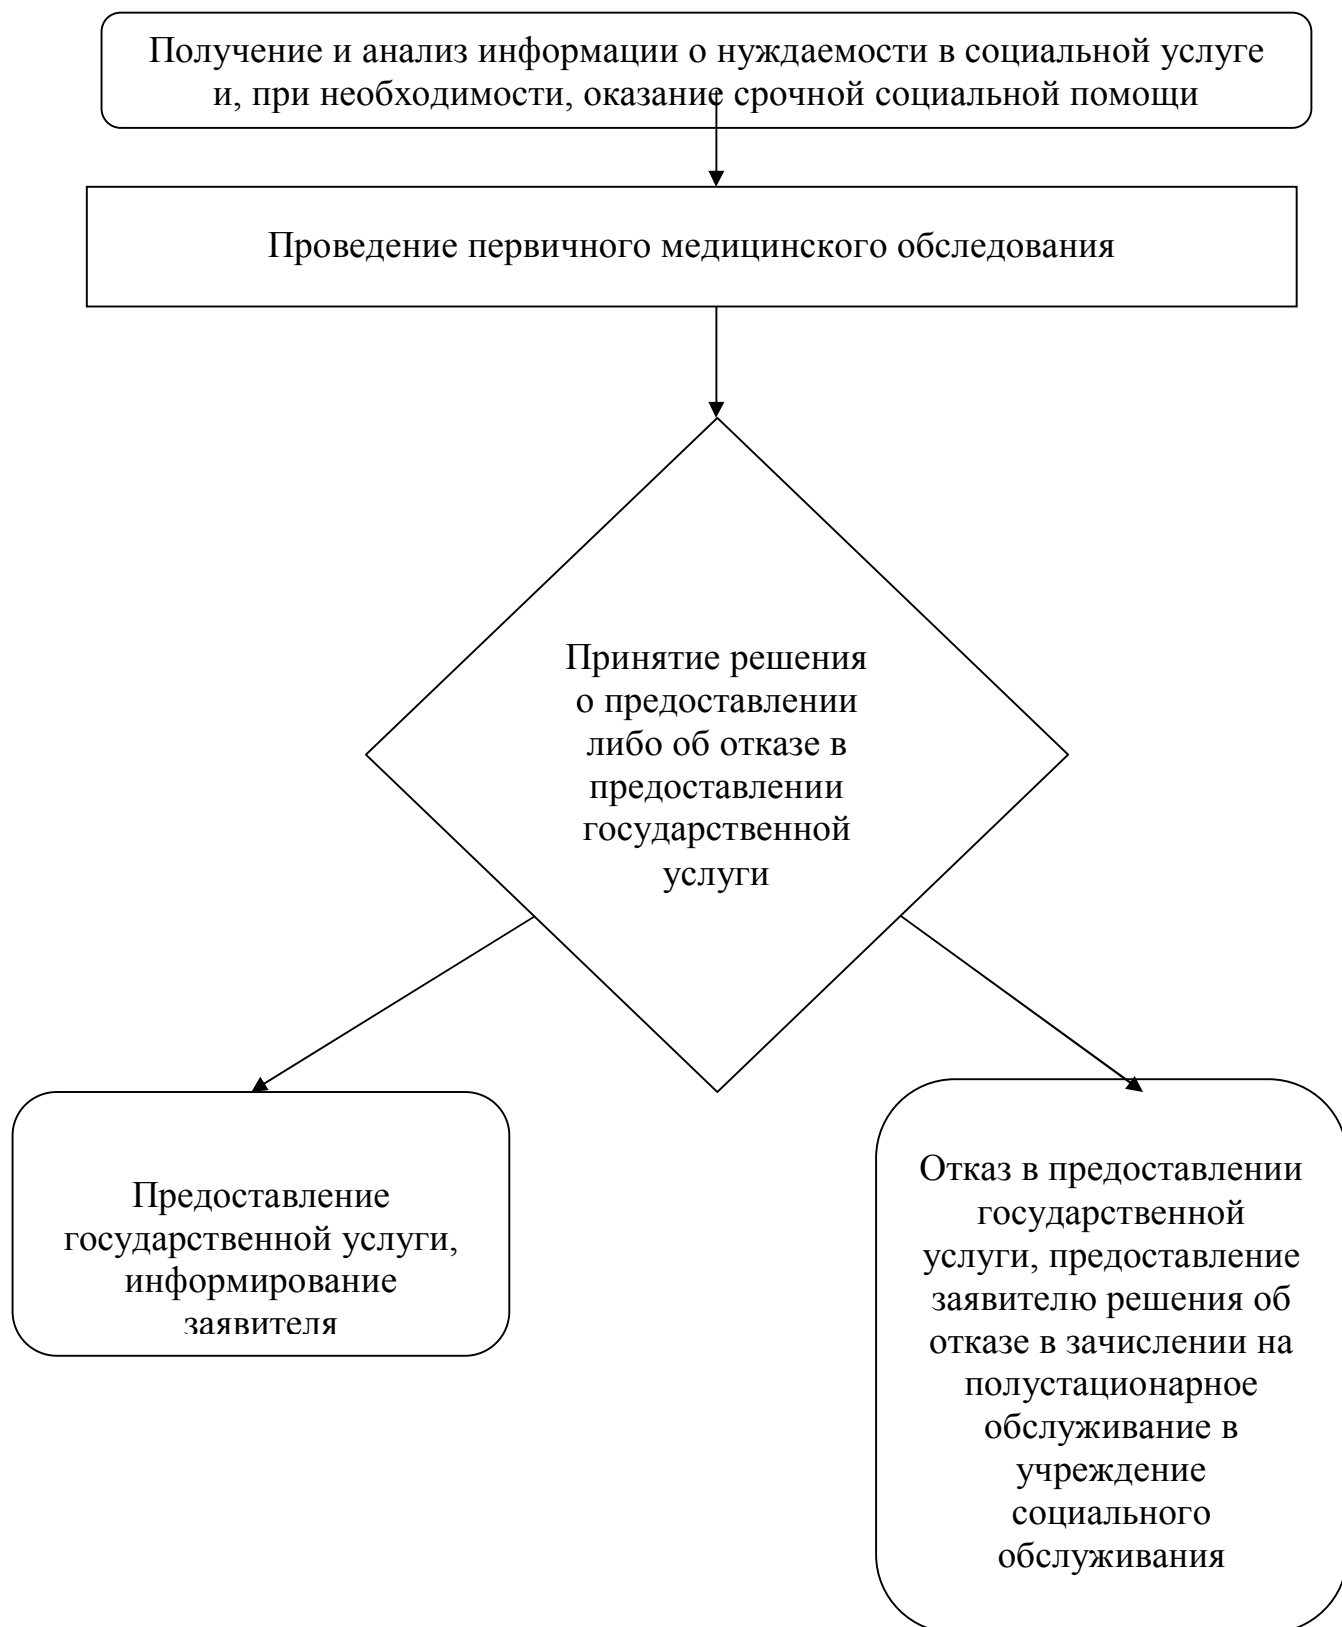 Получение и анализ информации о нуждаемости в социальной услуге
и, при необходимости, оказание срочной социальной помощи
Проведение первичного медицинского обследования
Принятие решения
о предоставлении
либо об отказе в
предоставлении
государственной
услуги
Предоставление
государственной услуги,
информирование
заявителя
Отказ в предоставлении
государственной
услуги, предоставление
заявителю решения об
отказе в зачислении на
полустационарное
обслуживание в
учреждение
социального
обслуживания